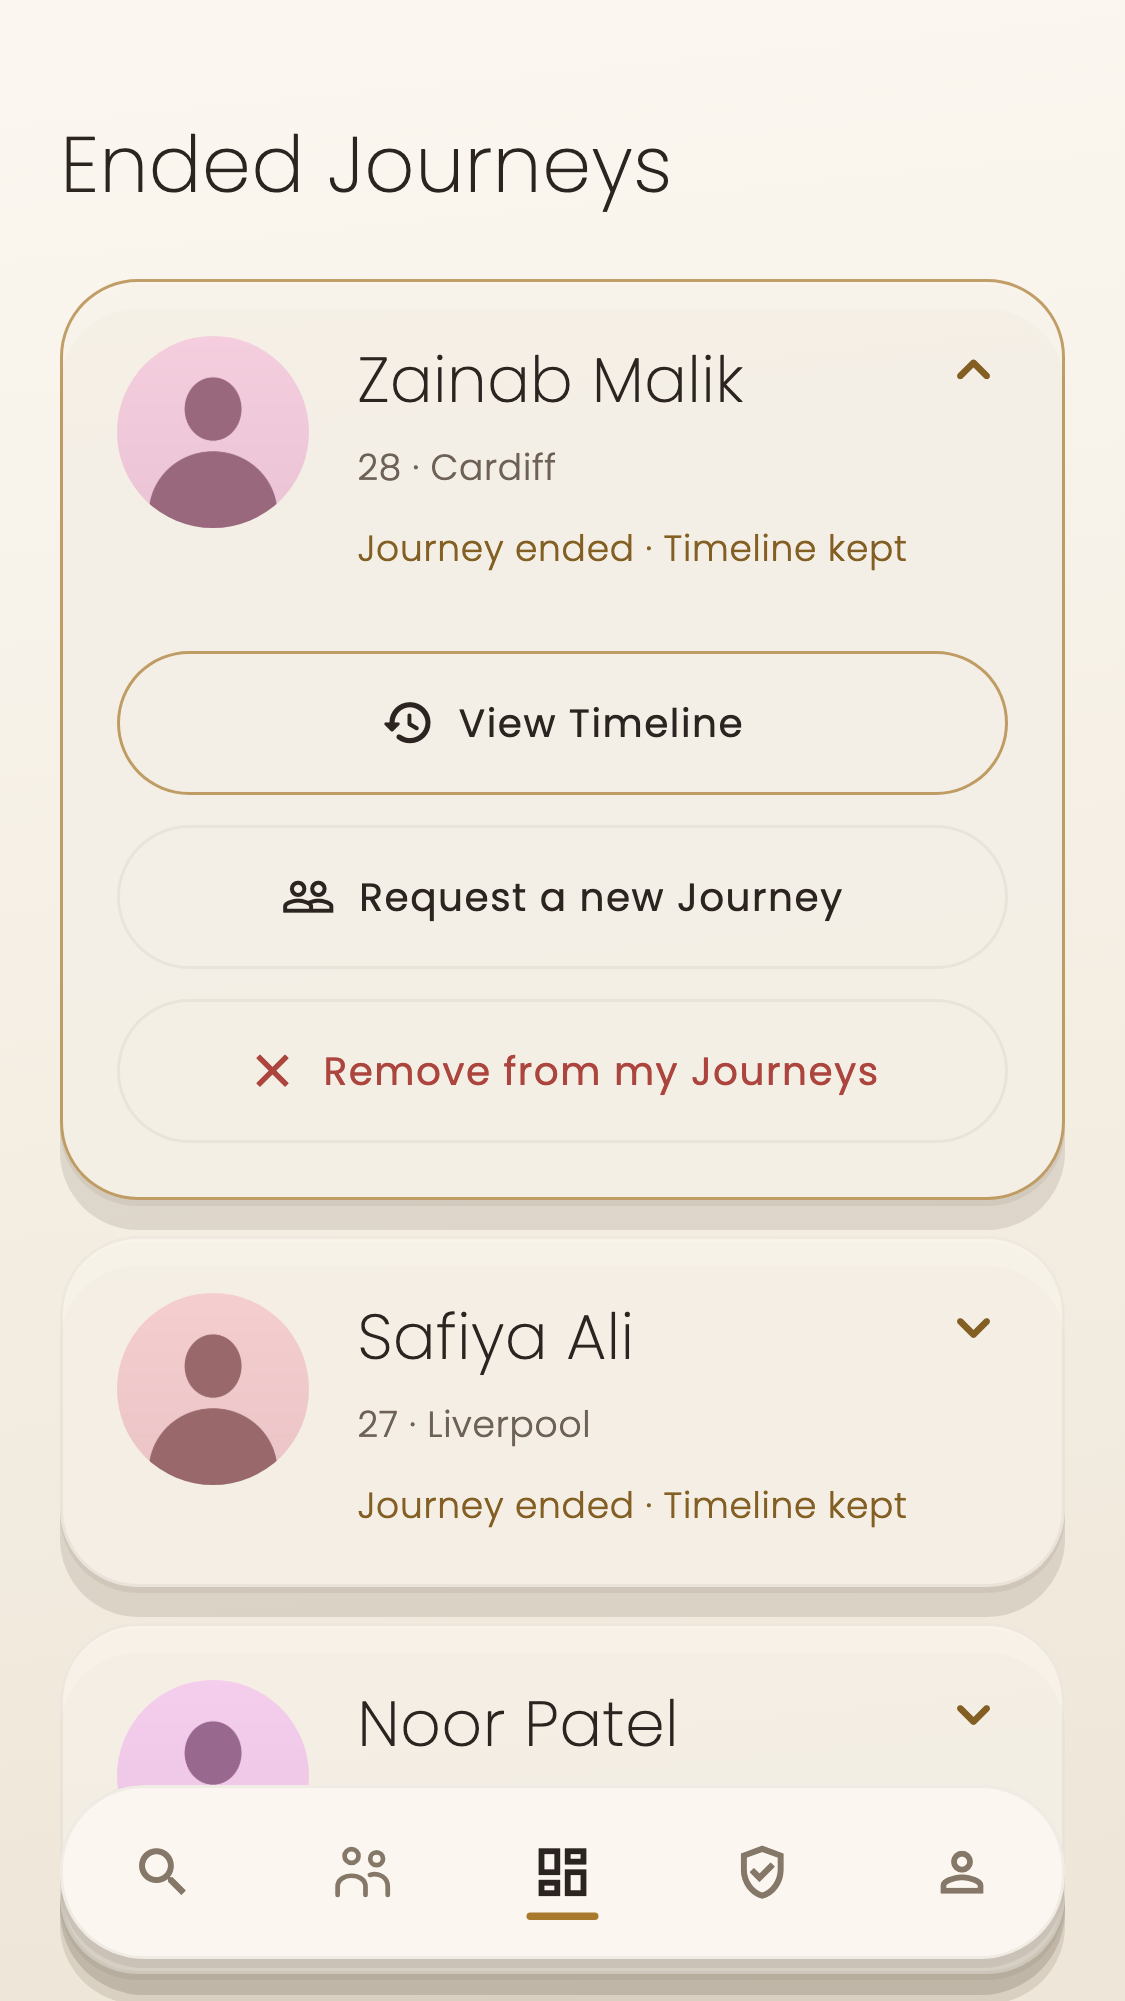 Ended Journeys
Zainab Malik
28 · Cardiff
Journey ended · Timeline kept
View Timeline
Request a new Journey
Remove from my Journeys
Safiya Ali
27 · Liverpool
Journey ended · Timeline kept
Noor Patel